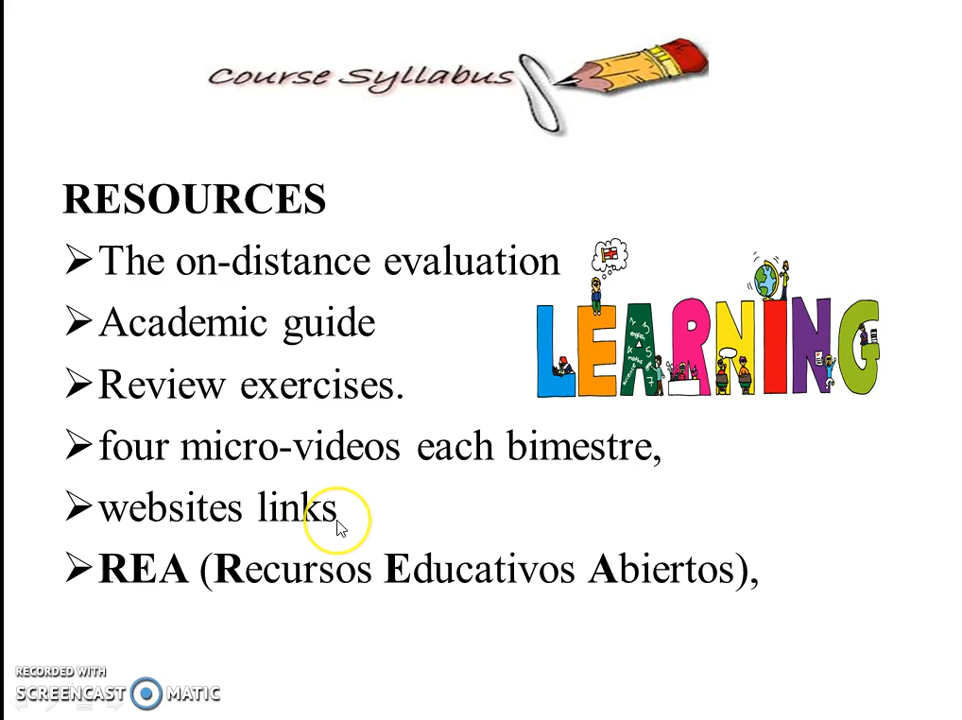 Course Syllabus
RESOURCES
The on-distance evaluation
Academic guide
LEARNING
Review exercises.
four micro-videos each bimestre,
websites links
REA (Recursos Educativos Abiertos),
RECORDED WITH
SCREENCAST MATIC